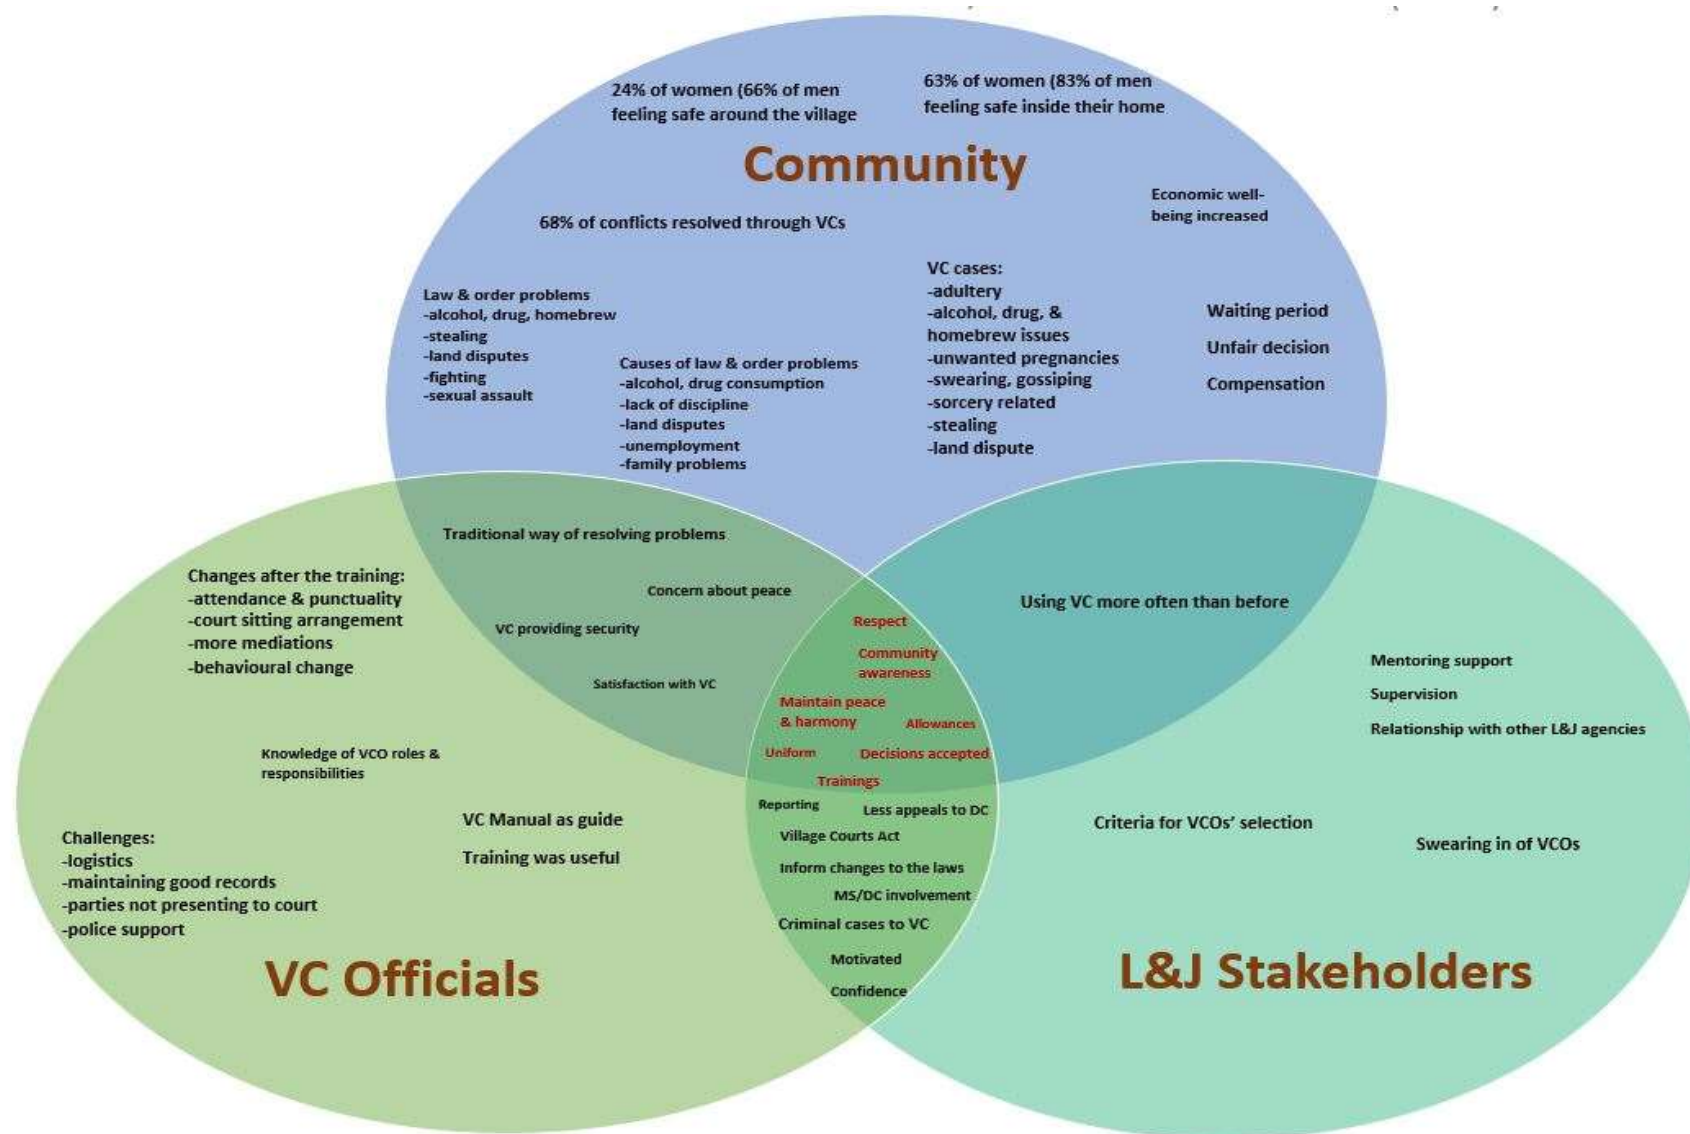 24% of women (66% of men
feeling safe around the village
63% of women (83% of men
feeling safe inside their home
Community
Economic well-
being increased
68% of conflicts resolved through VCs
Law & order problems
-alcohol, drug, homebrew
-stealing
-land disputes
-fighting
-sexual assault
Causes of law & order problems
-alcohol, drug consumption
-lack of discipline
-land disputes
-unemployment
-family problems
VC cases:
-adultery
-alcohol, drug, &
homebrew issues
-unwanted pregnancies
-swearing, gossiping
-sorcery related
-stealing
-land dispute
Waiting period
Unfair decision
Compensation
Traditional way of resolving problems
Concern about peace
VC providing security
Satisfaction with VC
Using VC more often than before
Respect
Community
awareness
Maintain peace
& harmony
Allowances
Uniform
Decisions accepted
Trainings
Changes after the training:
-attendance & punctuality
-court sitting arrangement
-more mediations
-behavioural change
Knowledge of VCO roles &
responsibilities
VC Manual as guide
Training was useful
Challenges:
-logistics
-maintaining good records
-parties not presenting to court
-police support
VC Officials
Reporting
Less appeals to DC
Village Courts Act
Inform changes to the laws
MS/DC involvement
Criminal cases to VC
Motivated
Confidence
Mentoring support
Supervision
Relationship with other L&J agencies
Criteria for VCOs' selection
Swearing in of VCOs
L&J Stakeholders